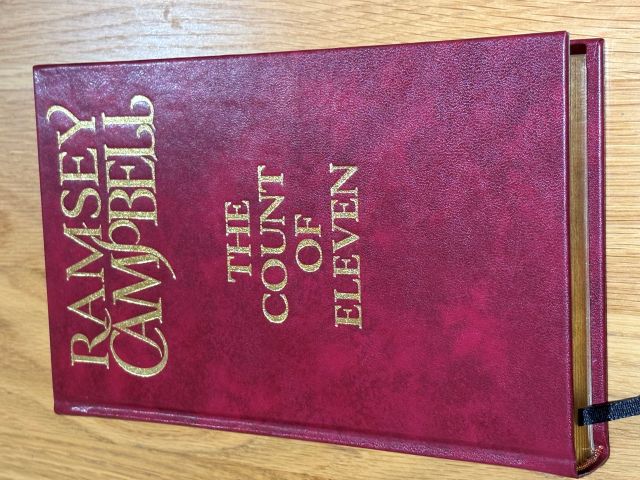 RAMSEY
CAMPBELL
THE
COUNT
OF
ELEVEN